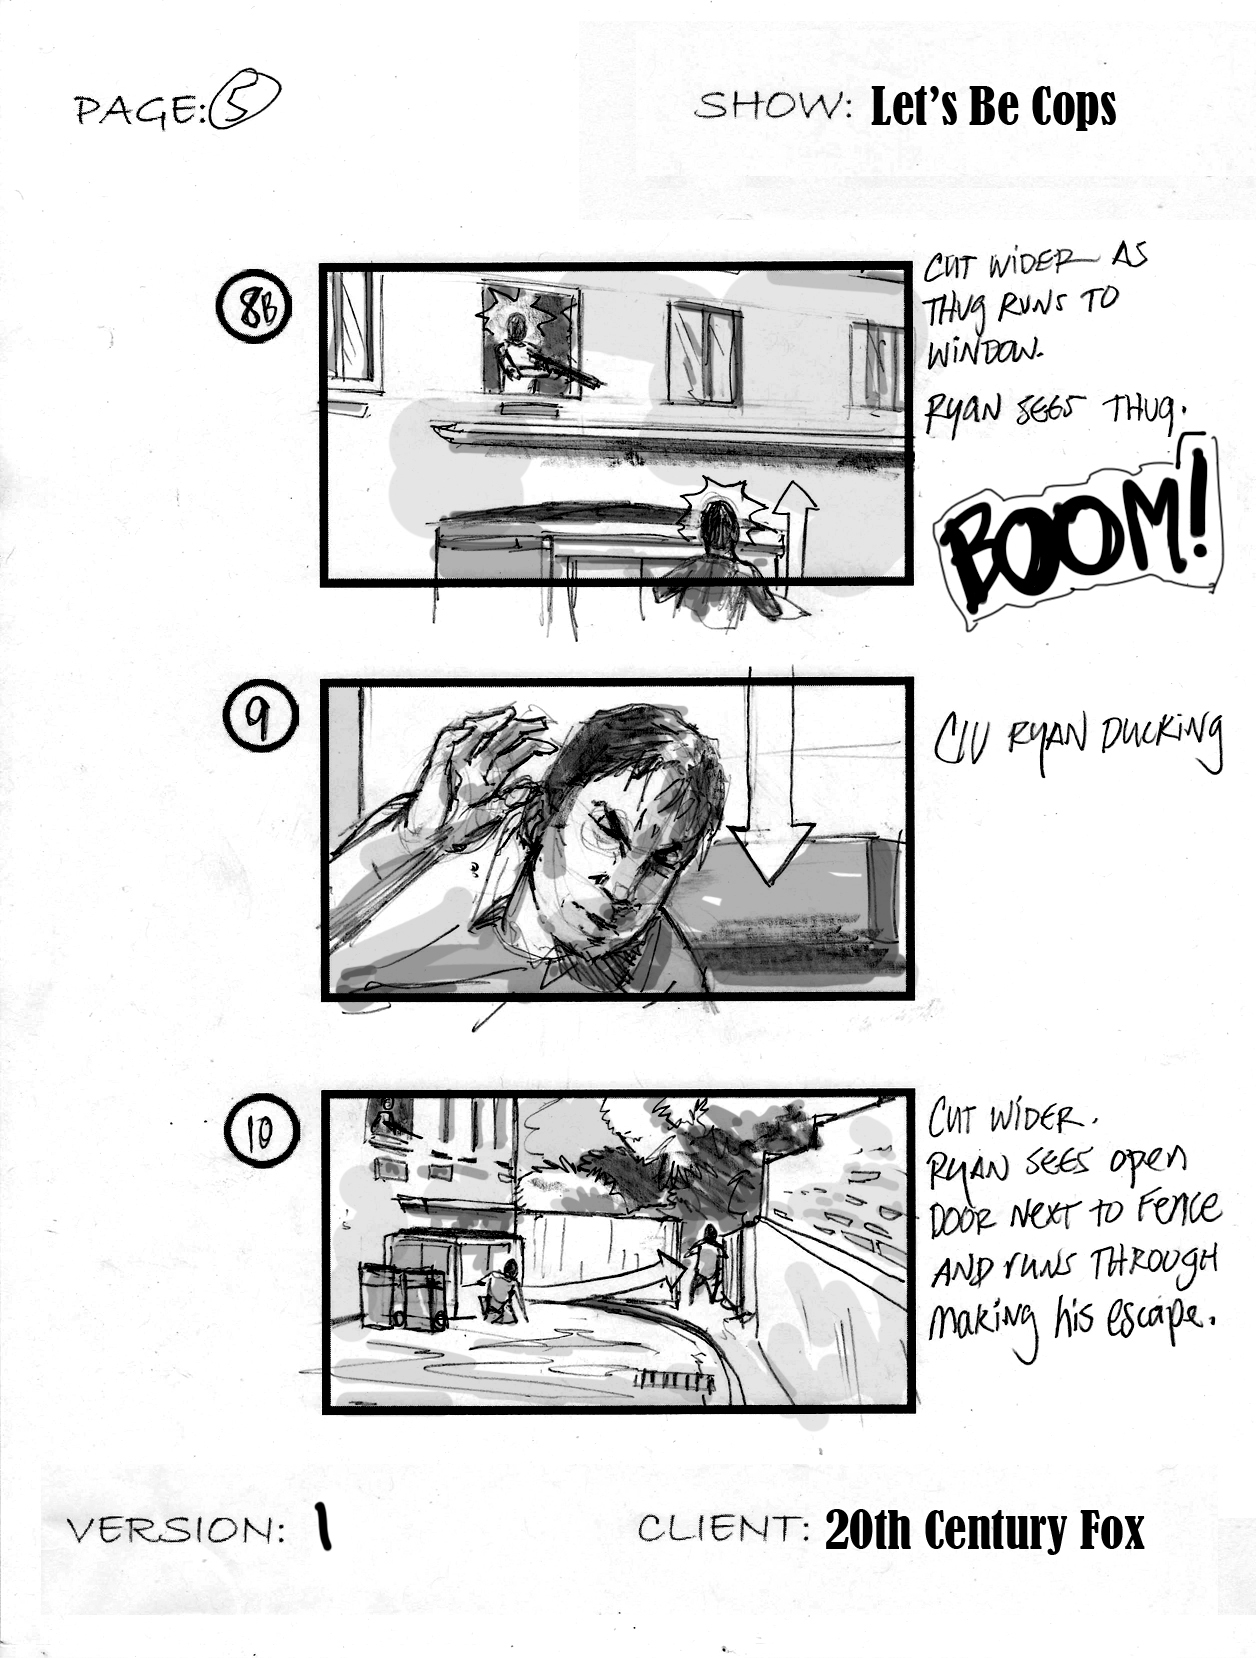 PAGE: 5
SHOW: Let's Be Cops
8B
CUT WIDER AS
THUG RUNS TO
WINDOW.
RYAN SEES THUG.
BOOM!
9
C/U RYAN DUCKING
10
CUT WIDER.
RYAN SEES open
DOOR NEXT TO FENCE
AND runs THROUGH
making his escape.
VERSION: 1
CLIENT: 20th Century Fox